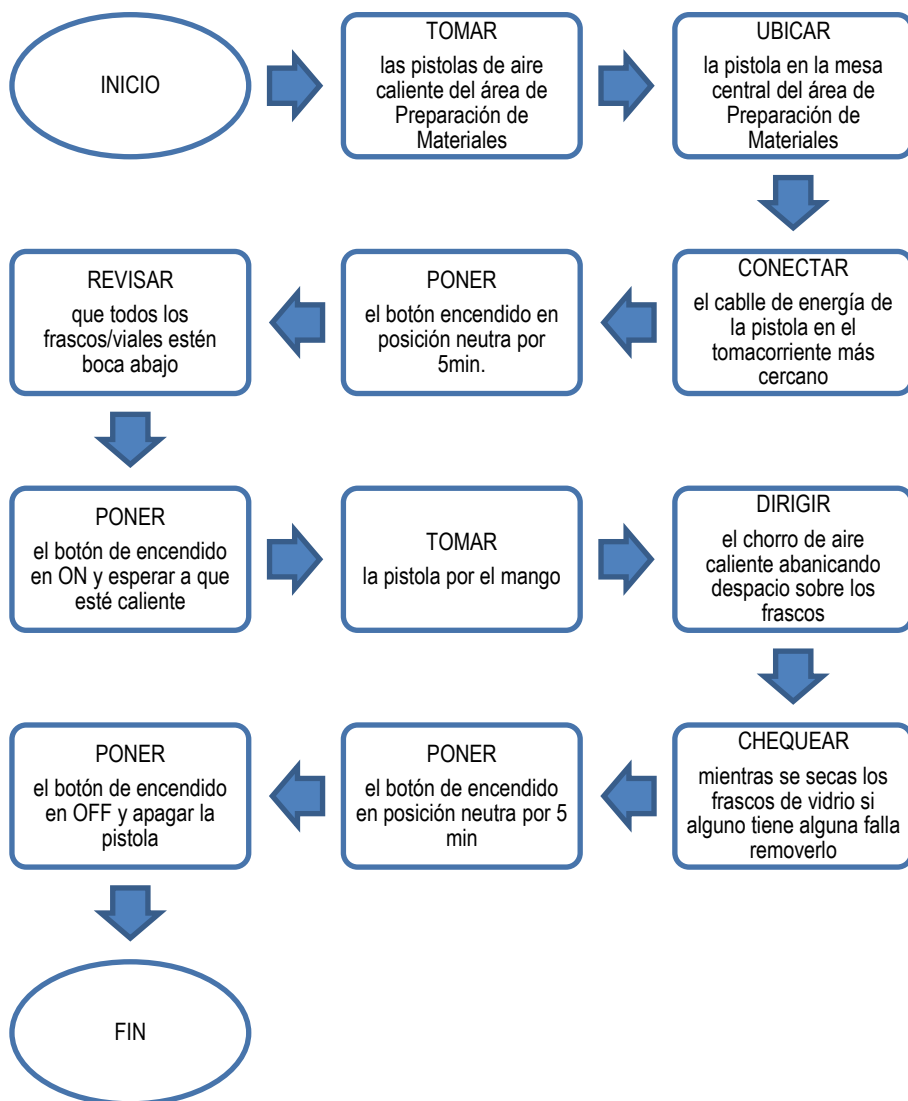 INICIO
TOMAR
las pistolas de aire
caliente del área de
Preparación de
Materiales
UBICAR
la pistola en la mesa
central del área de
Preparación de
Materiales
CONECTAR
el cablle de energía de
la pistola en el
tomacorriente más
cercano
PONER
el botón encendido en
posición neutra por
5min.
REVISAR
que todos los
frascos/viales estén
boca abajo
PONER
el botón de encendido
en ON y esperar a que
esté caliente
TOMAR
la pistola por el mango
DIRIGIR
el chorro de aire
caliente abanicando
despacio sobre los
frascos
CHEQUEAR
mientras se secas los
frascos de vidrio si
alguno tiene alguna falla
removerlo
PONER
el botón de encendido
en posición neutra por 5
min
PONER
el botón de encendido
en OFF y apagar la
pistola
FIN